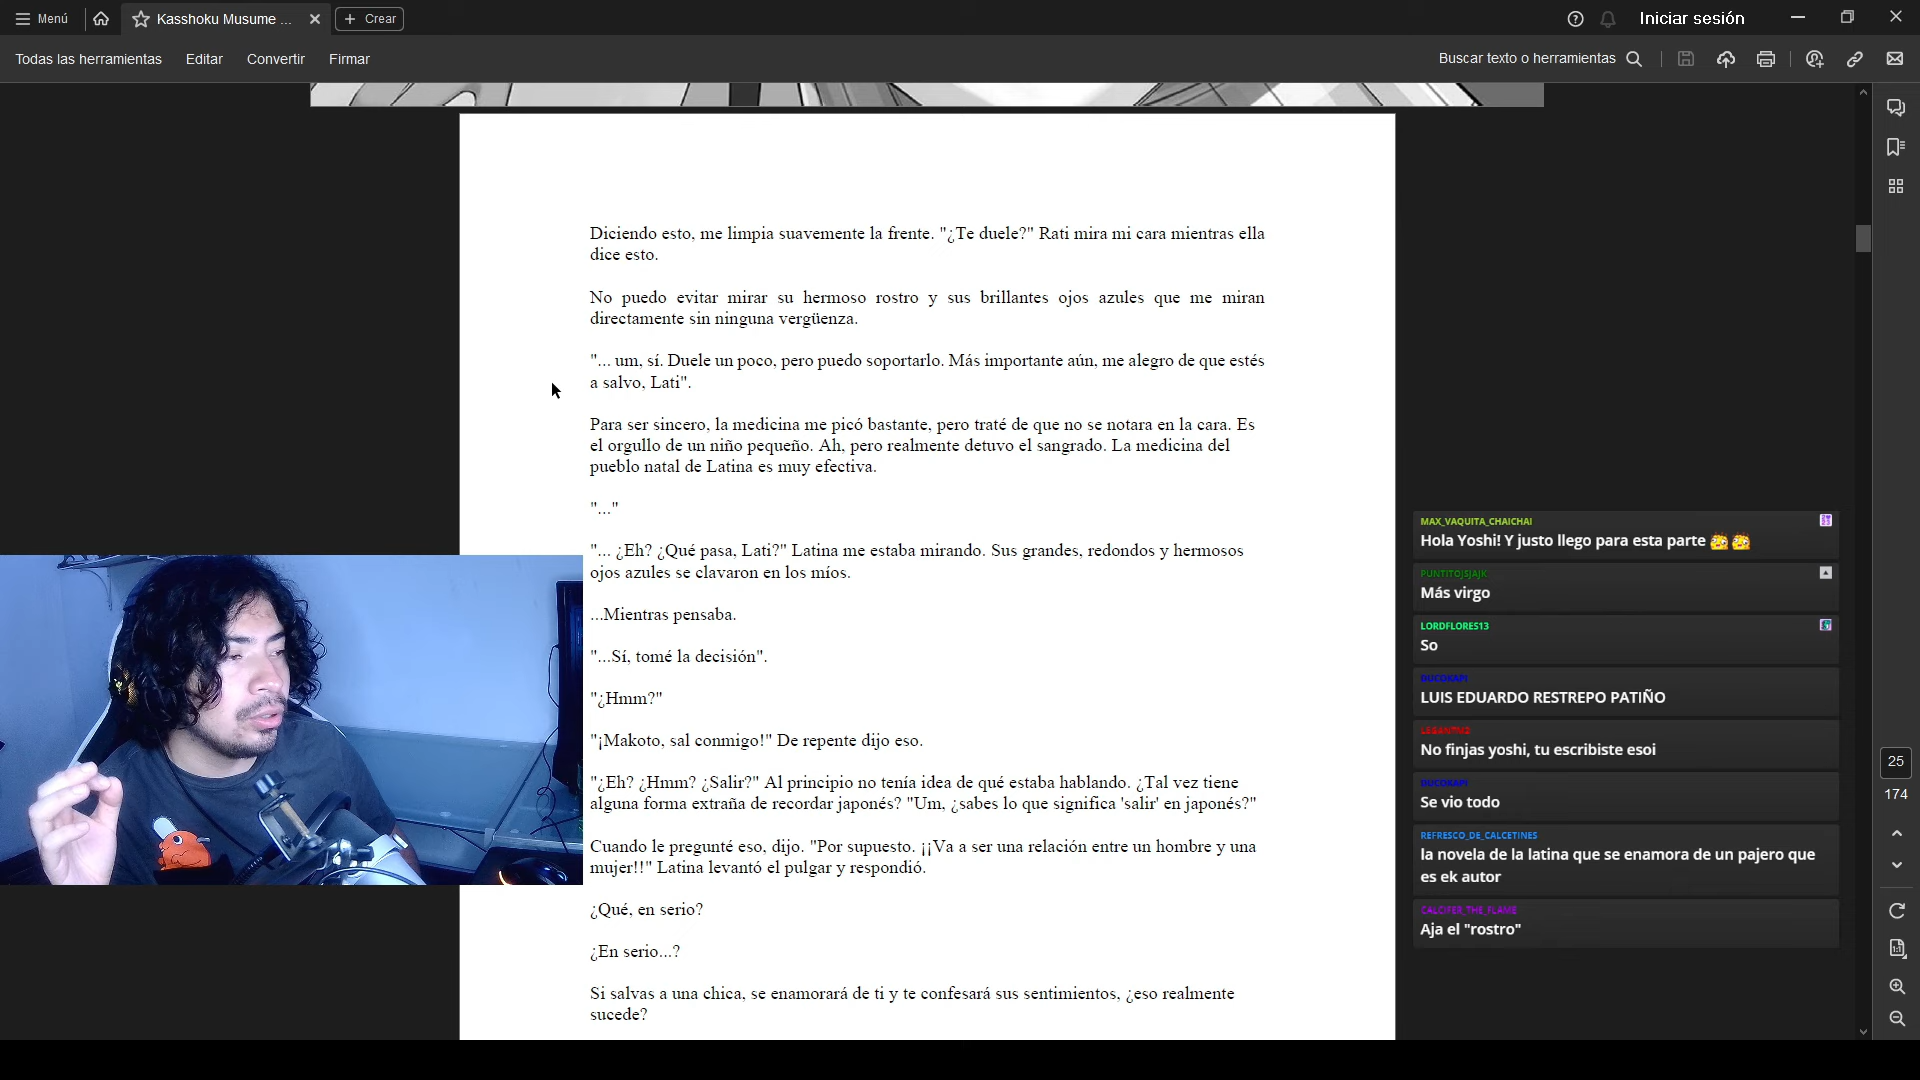 Menú
Kasshoku Musume ...
Crear
Iniciar sesión
Todas las herramientas
Editar
Convertir
Firmar
Buscar texto o herramientas
Diciendo esto, me limpia suavemente la frente. "¿Te duele?" Rati mira mi cara mientras ella
dice esto.
No puedo evitar mirar su hermoso rostro y sus brillantes ojos azules que me miran
directamente sin ninguna vergüenza.
"... um, sí. Duele un poco, pero puedo soportarlo. Más importante aún, me alegro de que estés
a salvo, Lati".
Para ser sincero, la medicina me picó bastante, pero traté de que no se notara en la cara. Es
el orgullo de un niño pequeño. Ah, pero realmente detuvo el sangrado. La medicina del
pueblo natal de Latina es muy efectiva.
"..."
"... ¿Eh? ¿Qué pasa, Lati?" Latina me estaba mirando. Sus grandes, redondos y hermosos
ojos azules se clavaron en los míos.
...Mientras pensaba.
"...Sí, tomé la decisión".
"¿Hmm?"
"¡Makoto, sal conmigo!" De repente dijo eso.
"¿Eh? ¿Hmm? ¿Salir?" Al principio no tenía idea de qué estaba hablando. ¿Tal vez tiene
alguna forma extraña de recordar japonés? "Um, ¿sabes lo que significa 'salir' en japonés?"
Cuando le pregunté eso, dijo. "Por supuesto. ¡¡Va a ser una relación entre un hombre y una
mujer!!" Latina levantó el pulgar y respondió.
¿Qué, en serio?
¿En serio...?
Si salvas a una chica, se enamorará de ti y te confesará sus sentimientos, ¿eso realmente
sucede?
MAX_VAQUITA_CHAICHAI
Hola Yoshi! Y justo llego para esta parte
PUNTITOJSJAJK
Más virgo
LORDFLORES13
So
LUIS EDUARDO RESTREPO PATIÑO
No finjas yoshi, tu escribiste esoi
Se vio todo
REFRESCO_DE_CALCETINES
la novela de la latina que se enamora de un pajero que
es ek autor
CALCIFER_THE_FLAME
Aja el "rostro"
25
174